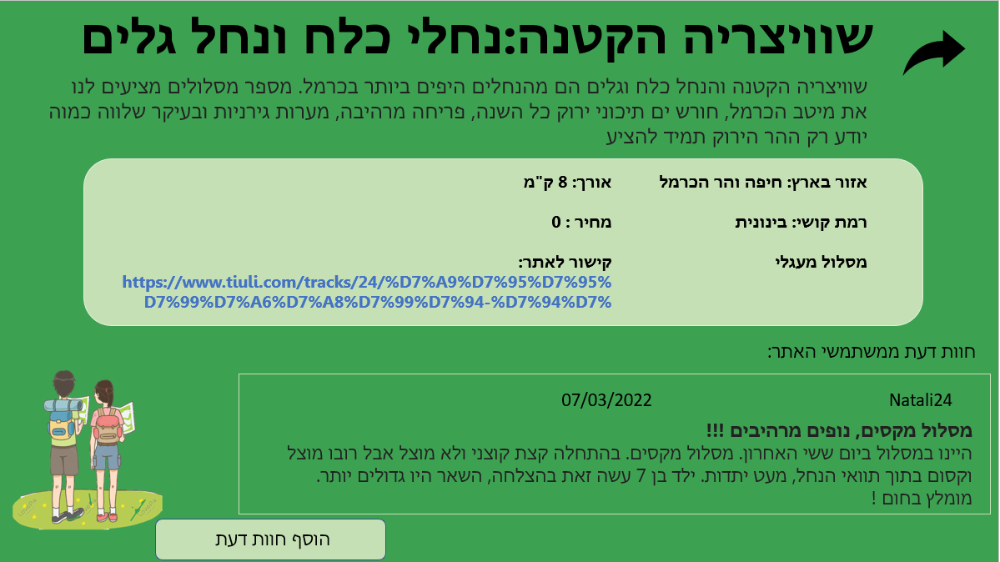 שוויצריה הקטנה:נחלי כלח ונחל גלים
שוויצריה הקטנה והנחל כלח וגלים הם מהנחלים היפים ביותר בכרמל. מספר מסלולים מציעים לנו
את מיטב הכרמל, חורש ים תיכוני ירוק כל השנה, פריחה מרהיבה, מערות גירניות ובעיקר שלווה כמוה
יודע רק ההר הירוק תמיד להציע
אזור בארץ: חיפה והר הכרמל
אורך: 8 ק"מ
רמת קושי: בינונית
מחיר : 0
מסלול מעגלי
קישור לאתר:
https://www.tiuli.com/tracks/24/%D7%A9%D7%95%D7%95%
D7%99%D7%A6%D7%A8%D7%99%D7%94-%D7%94%D7%
חוות דעת ממשתמשי האתר:
Natali24
07/03/2022
מסלול מקסים, נופים מרהיבים !!!
היינו במסלול ביום ששי האחרון. מסלול מקסים. בהתחלה קצת קוצני ולא מוצל אבל רובו מוצל
וקסום בתוך תוואי הנחל, מעט יתדות. ילד בן 7 עשה זאת בהצלחה, השאר היו גדולים יותר.
מומלץ בחום !
הוסף חוות דעת